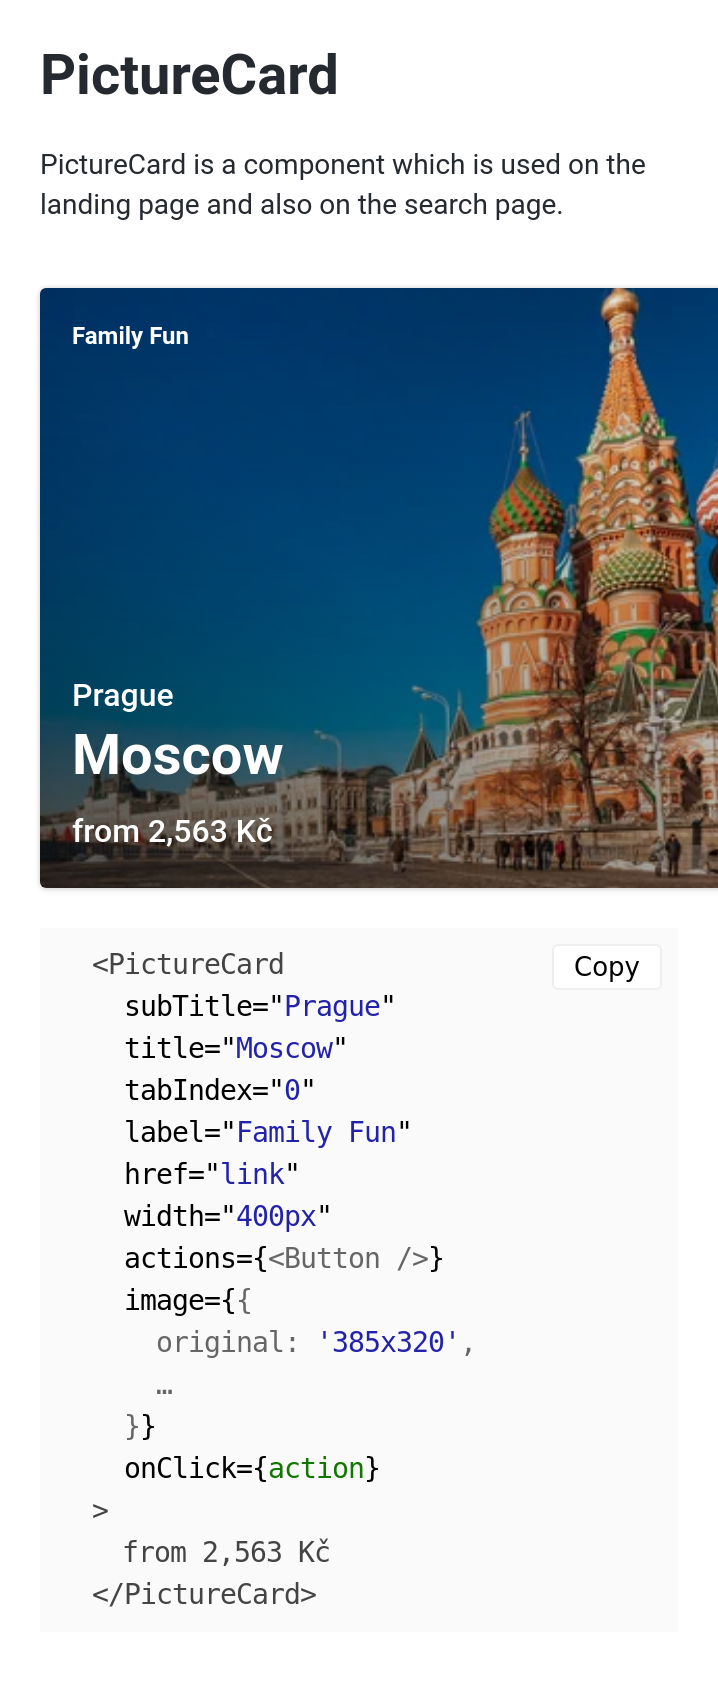 PictureCard
PictureCard is a component which is used on the
landing page and also on the search page.
Family Fun
Prague
Moscow
from 2,563 Kč
Copy
<PictureCard
  subTitle="Prague"
  title="Moscow"
  tabIndex="0"
  label="Family Fun"
  href="link"
  width="400px"
  actions={<Button />}
  image={{
    original: '385x320',
    …
  }}
  onClick={action}
>
  from 2,563 Kč
</PictureCard>